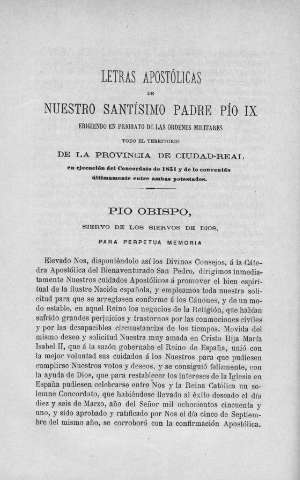 LETRAS APOSTÓLICAS
DE
NUESTRO SANTÍSIMO PADRE PÍO IX
ERIGIENDO EN PRIORATO DE LAS ÓRDENES MILITARES
TODO EL TERRITORIO
DE LA PROVINCIA DE CIUDAD-REAL
en ejecución del Concordato de 1851 y de lo convenido
últimamente entre ambas potestades.
PIO OBISPO,
SIERVO DE LOS SIERVOS DE DIOS,
PARA PERPETUA MEMORIA
Elevado Nos, disponiéndolo así los Divinos Consejos, á la Cáte-
dra Apostólica del Bienaventurado San Pedro, dirigimos inmedia-
tamente Nuestros cuidados Apostólicos á promover el bien espiri-
tual de la ilustre Nación española, y empleamos toda nuestra soli-
citud para que se arreglasen conforme á los Cánones, y de un mo-
do estable, en aquel Reino los negocios de la Religión, que habían
sufrido grandes perjuicios y trastornos por las conmociones civiles
y por las desapacibles circunstancias de los tiempos. Movida del
mismo deseo y solicitud Nuestra muy amada en Cristo Hija María
Isabel II, que á la sazón gobernaba el Reino de España, unió con
la mejor voluntad sus cuidados á los Nuestros para que pudiesen
cumplirse Nuestros votos y deseos, y se consiguió felizmente, con
la ayuda de Dios, que para restablecer los intereses de la Iglesia en
España pudiesen celebrarse entre Nos y la Reina Católica un so-
lemne Concordato, que habiéndose llevado al éxito deseado el día
diez y seis de Marzo, año del Señor mil ochocientos cincuenta y
uno, y sido aprobado y ratificado por Nos el día cinco de Septiem-
bre del mismo año, se corroboró con la confirmación Apostólica.